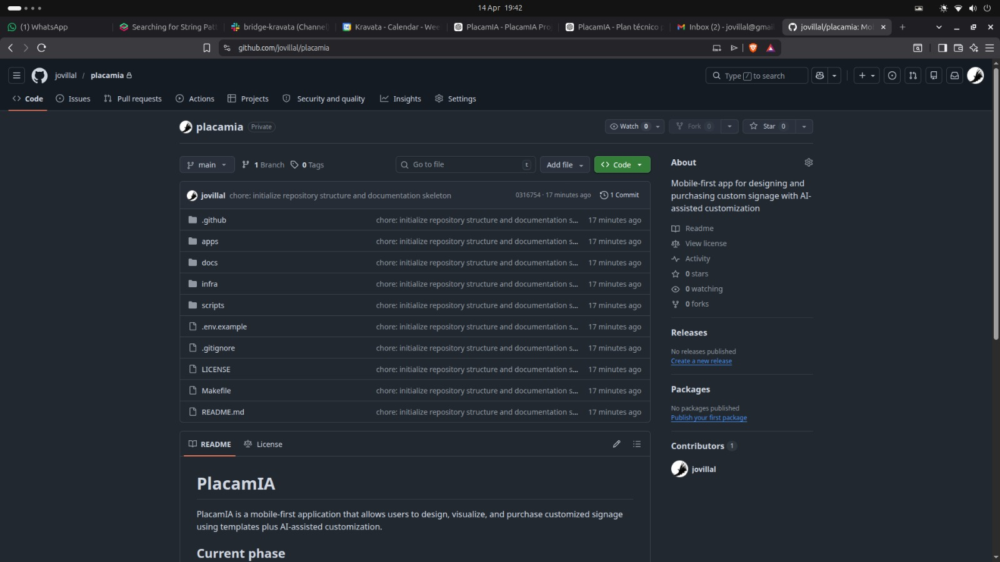 14 Apr 19:42
(1) WhatsApp
Searching for String Pat
bridge-kravata (Channel)
Kravata - Calendar - Wee
PlacamIA - PlacamIA Pro
PlacamIA - Plan técnico p
Inbox (2) - jovillal@gmai
jovillal/placamia: Mo
github.com/jovillal/placamia
jovillal / placamia
Type / to search
Code
Issues
Pull requests
Actions
Projects
Security and quality
Insights
Settings
placamia Private
Watch 0
Fork 0
Star 0
main
1 Branch
0 Tags
Go to file t
Add file
Code
jovillal chore: initialize repository structure and documentation skeleton 0316754 · 17 minutes ago 1 Commit
.github chore: initialize repository structure and documentation s... 17 minutes ago
apps chore: initialize repository structure and documentation s... 17 minutes ago
docs chore: initialize repository structure and documentation s... 17 minutes ago
infra chore: initialize repository structure and documentation s... 17 minutes ago
scripts chore: initialize repository structure and documentation s... 17 minutes ago
.env.example chore: initialize repository structure and documentation s... 17 minutes ago
.gitignore chore: initialize repository structure and documentation s... 17 minutes ago
LICENSE chore: initialize repository structure and documentation s... 17 minutes ago
Makefile chore: initialize repository structure and documentation s... 17 minutes ago
README.md chore: initialize repository structure and documentation s... 17 minutes ago
README
License
PlacamIA
PlacamIA is a mobile-first application that allows users to design, visualize, and purchase customized signage
using templates plus AI-assisted customization.
Current phase
About
Mobile-first app for designing and
purchasing custom signage with AI-
assisted customization
Readme
View license
Activity
0 stars
0 watching
0 forks
Releases
No releases published
Create a new release
Packages
No packages published
Publish your first package
Contributors 1
jovillal